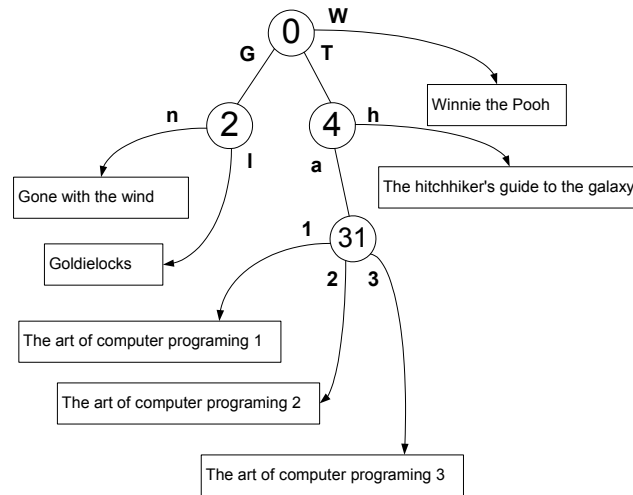 W
0
G
T
Winnie the Pooh
n
2
4
h
l
a
Gone with the wind
The hitchhiker's guide to the galaxy
1
31
Goldielocks
2
3
The art of computer programing 1
The art of computer programing 2
The art of computer programing 3